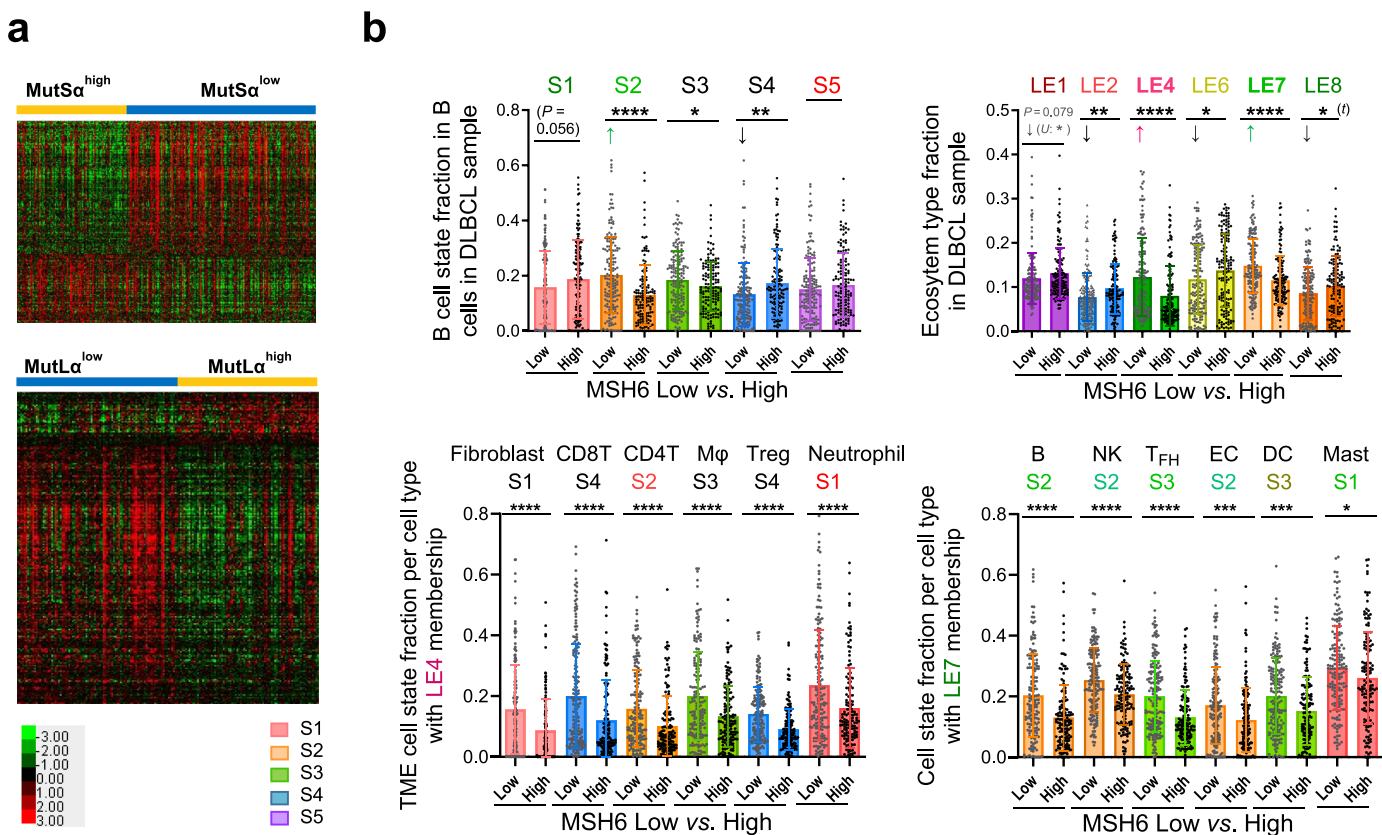 a
MutSα^high MutSα^low
MutLα^low MutLα^high
-3.00
-2.00
-1.00
0.00
1.00
2.00
3.00
S1
S2
S3
S4
S5
b
S1 S2 S3 S4 S5
(P = 0.056) **** * **
↑ ↓
B cell state fraction in B
cells in DLBCL sample
0.8
0.6
0.4
0.2
0.0
Low High Low High Low High Low High Low High
MSH6 Low vs. High
LE1 LE2 LE4 LE6 LE7 LE8
P = 0.079 ** **** * **** * (t)
↓ (U: *) ↓ ↑ ↓ ↑ ↓
Ecosytem type fraction
in DLBCL sample
0.5
0.4
0.3
0.2
0.1
0.0
Low High Low High Low High Low High Low High Low High
MSH6 Low vs. High
Fibroblast CD8T CD4T Mφ Treg Neutrophil
S1 S4 S2 S3 S4 S1
**** **** **** **** **** ****
TME cell state fraction per cell type
with LE4 membership
0.8
0.6
0.4
0.2
0.0
Low High Low High Low High Low High Low High Low High
MSH6 Low vs. High
B NK T_FH EC DC Mast
S2 S2 S3 S2 S3 S1
**** **** **** *** *** *
Cell state fraction per cell type
with LE7 membership
0.8
0.6
0.4
0.2
0.0
Low High Low High Low High Low High Low High Low High
MSH6 Low vs. High